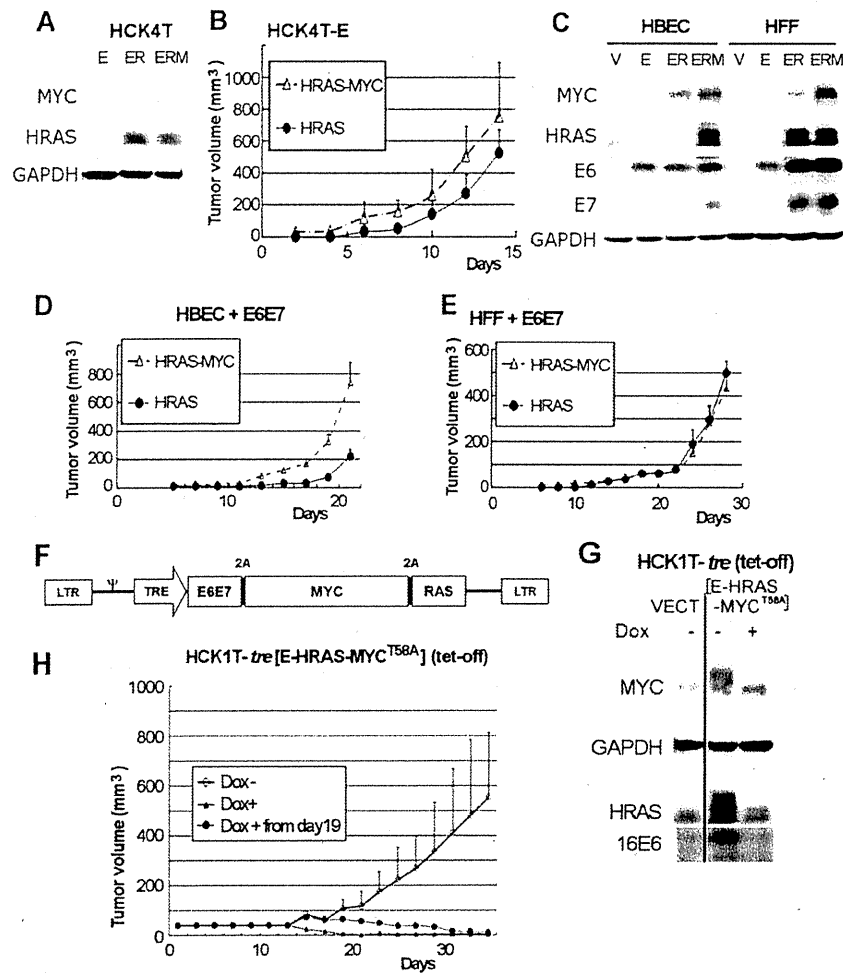 A
HCK4T
E ER ERM
MYC
HRAS
GAPDH
B
HCK4T-E
Tumor volume (mm³)
1000
800
600
400
200
0
HRAS-MYC
HRAS
0 5 10 15
Days
C
HBEC HFF
V E ER ERM V E ER ERM
MYC
HRAS
E6
E7
GAPDH
D
HBEC + E6E7
Tumor volume (mm³)
800
600
400
200
0
HRAS-MYC
HRAS
0 10 20
Days
E
HFF + E6E7
Tumor volume (mm³)
600
400
200
0
HRAS-MYC
HRAS
0 10 20 30
Days
F
2A 2A
LTR Ψ TRE E6E7 MYC RAS LTR
G
HCK1T-tre (tet-off)
[E-HRAS
VECT -MYCT58A]
Dox - - +
MYC
GAPDH
HRAS
16E6
H
HCK1T-tre [E-HRAS-MYCT58A] (tet-off)
Tumor volume (mm³)
1000
800
600
400
200
0
Dox-
Dox+
Dox + from day19
0 10 20 30
Days